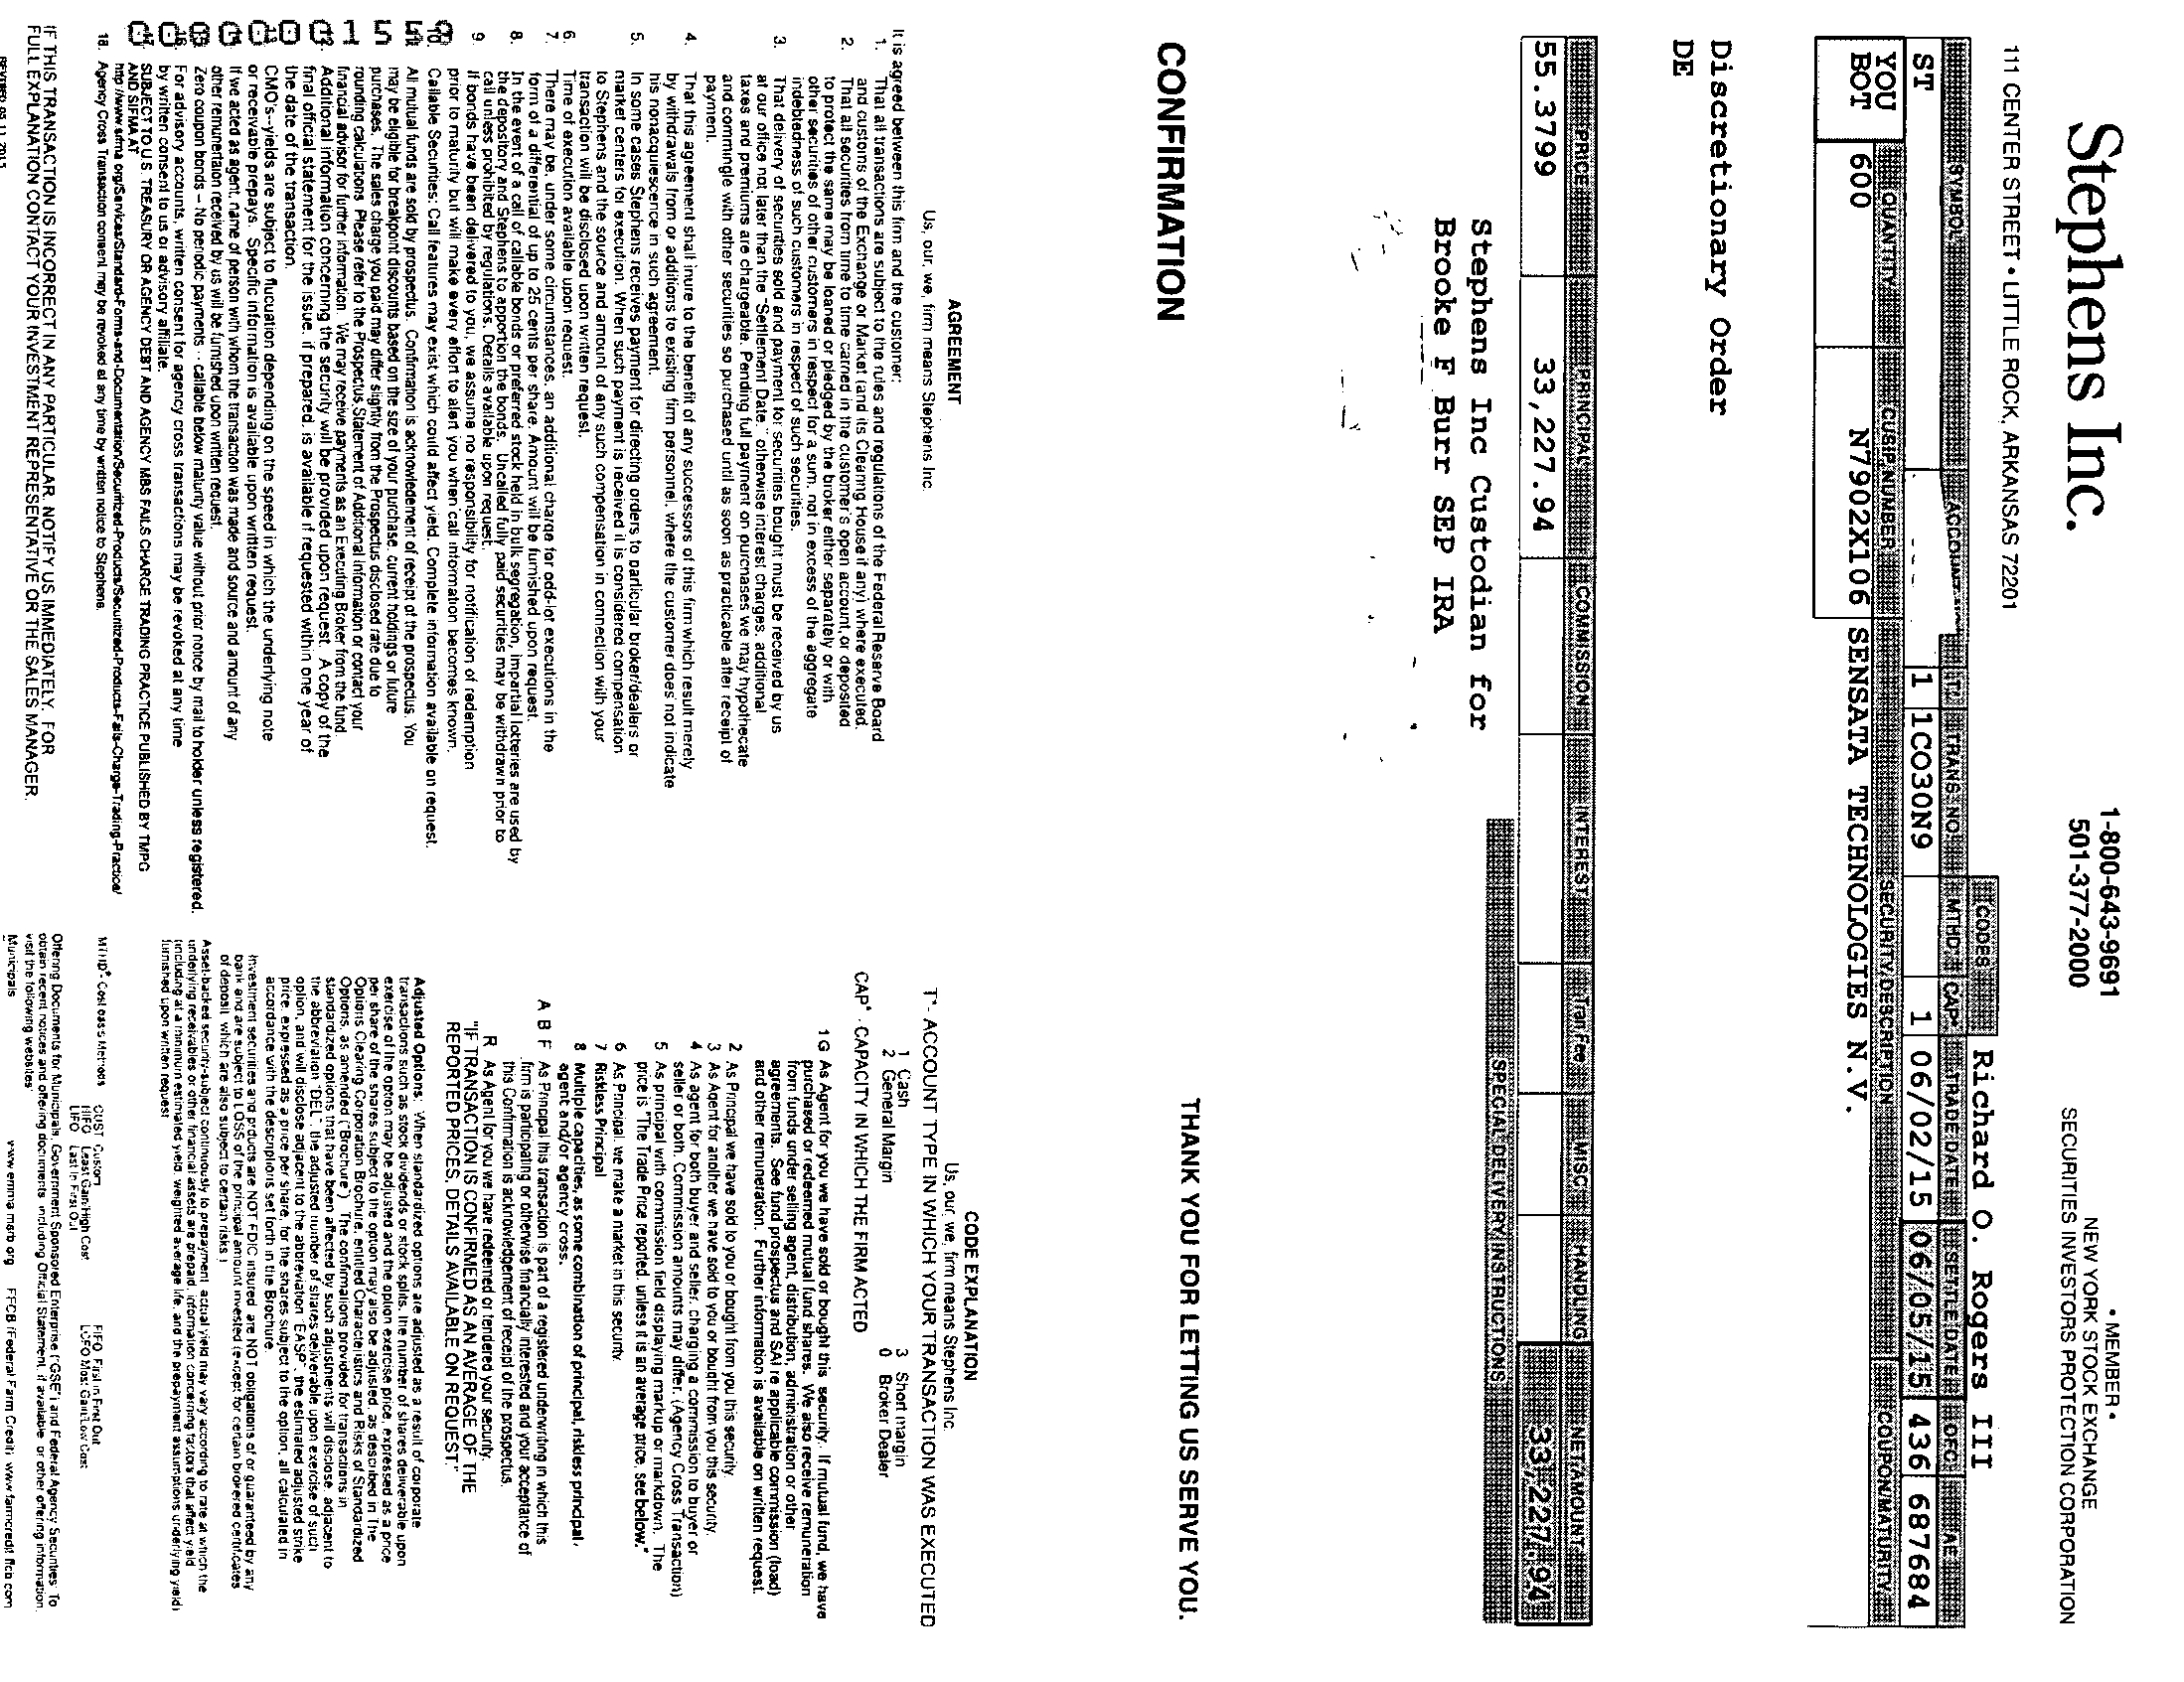 Stephens Inc.
1-800-643-9691
501-377-2000
• MEMBER •
NEW YORK STOCK EXCHANGE
SECURITIES INVESTORS PROTECTION CORPORATION
111 CENTER STREET • LITTLE ROCK, ARKANSAS 72201
CODES
Richard O. Rogers III
SYMBOL ACCOUNT T* TRANS NO. MTHD* CAP* TRADE DATE SETTLE DATE OFC AE
ST 1 1CO30N9 1 06/02/15 06/05/15 436 687684
YOU BOT
QUANTITY CUSIP NUMBER SECURITY DESCRIPTION COUPON/MATURITY
600 N7902X106 SENSATA TECHNOLOGIES N.V.
Discretionary Order
DE
PRICE PRINCIPAL COMMISSION INTEREST Tran Fee MISC HANDLING NET AMOUNT
55.3799 33,227.94 33,227.94
SPECIAL DELIVERY INSTRUCTIONS
Stephens Inc Custodian for
Brooke F Burr SEP IRA
CONFIRMATION
THANK YOU FOR LETTING US SERVE YOU.
AGREEMENT
Us, our, we, firm means Stephens Inc.
It is agreed between this firm and the customer:
1. That all transactions are subject to the rules and regulations of the Federal Reserve Board
and customs of the Exchange or Market (and its Clearing House if any) where executed.
2. That all securities from time to time carried in the customer's open account, or deposited
to protect the same may be loaned or pledged by the broker either separately or with
other securities of other customers in respect for a sum, not in excess of the aggregate
indebtedness of such customers in respect of such securities.
3. That delivery of securities sold and payment for securities bought must be received by us
at our office not later than the "Settlement Date," otherwise interest charges, additional
taxes and premiums are chargeable. Pending full payment on purchases we may hypothecate
and commingle with other securities so purchased until as soon as practicable after receipt of
payment.
4. That this agreement shall inure to the benefit of any successors of this firm which result merely
by withdrawals from or additions to existing firm personnel, where the customer does not indicate
his nonacquiescence in such agreement.
5. In some cases Stephens receives payment for directing orders to particular broker/dealers or
market centers for execution. When such payment is received it is considered compensation
to Stephens and the source and amount of any such compensation in connection with your
transaction will be disclosed upon written request.
6. Time of execution available upon request.
7. There may be, under some circumstances, an additional charge for odd-lot executions in the
form of a differential of up to 25 cents per share. Amount will be furnished upon request.
8. In the event of a call of callable bonds or preferred stock held in bulk segregation, impartial lotteries are used by
the depository and Stephens to apportion the bonds. Uncalled fully paid securities may be withdrawn prior to
call unless prohibited by regulations. Details available upon request.
9. If bonds have been delivered to you, we assume no responsibility for notification of redemption
prior to maturity but will make every effort to alert you when call information becomes known.
10. Callable Securities: Call features may exist which could affect yield. Complete information available on request.
All mutual funds are sold by prospectus. Confirmation is acknowledement of receipt of the prospectus. You
may be eligible for breakpoint discounts based on the size of your purchase, current holdings or future
purchases. The sales charge you paid may differ slightly from the Prospectus disclosed rate due to
rounding calculations. Please refer to the Prospectus, Statement of Additional Information or contact your
financial advisor for further information. We may receive payments as an Executing Broker from the fund.
Additional information concerning the security will be provided upon request. A copy of the
final official statement for the issue, if prepared, is available if requested within one year of
the date of the transaction.
CMO's--yields are subject to fluctuation depending on the speed in which the underlying note
or receivable prepays. Specific information is available upon written request.
If we acted as agent, name of person with whom the transaction was made and source and amount of any
other remunertation received by us will be furnished upon written request.
Zero coupon bonds – No periodic payments -- callable below maturity value without prior notice by mail to holder unless registered.
For advisory accounts, written consent for agency cross transactions may be revoked at any time
by written consent to us or advisory affiliate.
SUBJECT TO U.S. TREASURY OR AGENCY DEBT AND AGENCY MBS FAILS CHARGE TRADING PRACTICE PUBLISHED BY TMPG
AND SIFMA AT
http://www.sifma.org/Services/Standard-Forms-and-Documentation/Securitized-Products/Securitized-Products-Fails-Charge-Trading-Practice/
18. Agency Cross Transaction consent may be revoked at any time by written notice to Stephens.
IF THIS TRANSACTION IS INCORRECT IN ANY PARTICULAR, NOTIFY US IMMEDIATELY. FOR
FULL EXPLANATION CONTACT YOUR INVESTMENT REPRESENTATIVE OR THE SALES MANAGER.
CODE EXPLANATION
Us, our, we, firm means Stephens Inc.
T* - ACCOUNT TYPE IN WHICH YOUR TRANSACTION WAS EXECUTED
1 Cash 3 Short margin
2 General Margin 0 Broker Dealer
CAP* - CAPACITY IN WHICH THE FIRM ACTED
1G As Agent for you we have sold or bought this security. If mutual fund, we have
purchased or redeemed mutual fund shares. We also receive remuneration
from funds under selling agent, distribution, administration or other
agreements. See fund prospectus and SAI re applicable commission (load)
and other remuneration. Further information is available on written request.
2 As Principal we have sold to you or bought from you this security.
3 As Agent for another we have sold to you or bought from you this security.
4 As agent for both buyer and seller, charging a commission to buyer or
seller or both. Commission amounts may differ. (Agency Cross Transaction)
5 As principal with commission field displaying markup or markdown. The
price is "The Trade Price reported, unless it is an average price, see below."
6 As Principal, we make a market in this security.
7 Riskless Principal
8 Multiple capacities, as some combination of principal, riskless principal,
agent and/or agency cross.
A B F As Principal this transaction is part of a registered underwriting in which this
firm is participating or otherwise financially interested and your acceptance of
this Confirmation is acknowledgement of receipt of the prospectus.
R As Agent for you we have redeemed or tendered your security.
"IF TRANSACTION IS CONFIRMED AS AN AVERAGE OF THE
REPORTED PRICES, DETAILS AVAILABLE ON REQUEST."
Adjusted Options: When standardized options are adjusted as a result of corporate
transactions such as stock dividends or stock splits, the number of shares deliverable upon
exercise of the option may be adjusted and the option exercise price, expressed as a price
per share of the shares subject to the option may also be adjusted, as described in The
Options Clearing Corporation Brochure, entitled Characteristics and Risks of Standardized
Options, as amended ("Brochure"). The confirmations provided for transactions in
standardized options that have been affected by such adjustments will disclose, adjacent to
the abbreviation "DEL", the adjusted number of shares deliverable upon exercise of such
option, and will disclose adjacent to the abbreviation "EASP", the estimated adjusted strike
price, expressed as a price per share, for the shares subject to the option, all calculated in
accordance with the descriptions set forth in the Brochure.
Investment securities and prducts are NOT FDIC insured are NOT obligations of or guaranteed by any
bank and are subject to LOSS of the principal amount invested (except for certain brokered certificates
of deposit which are also subject to certain risks.)
Asset-backed security-subject continuously to prepayment actual yield may vary according to rate at which the
underlying receivables or other financial assets are prepaid, information concerning factors that affect yield
(including at a minimum estimated yield, weighted average life, and the prepayment assumptions underlying yield)
furnished upon written request
MTHD* - Cost basis Methods CUST Custom FIFO First in First Out
HIFO Least Gain/High Cost LCFO Most Gain/Low Cost
LIFO Last In First Out
Offering Documents for Municipals, Government Sponsored Enterprise ("GSE") and Federal Agency Securities: To
obtain recent notices and offering documents including Official Statement, if available or other offering information,
visit the following websites:
Municipals www.emma.msrb.org FFCB (Federal Farm Credit) www.farmcredit-ffcb.com